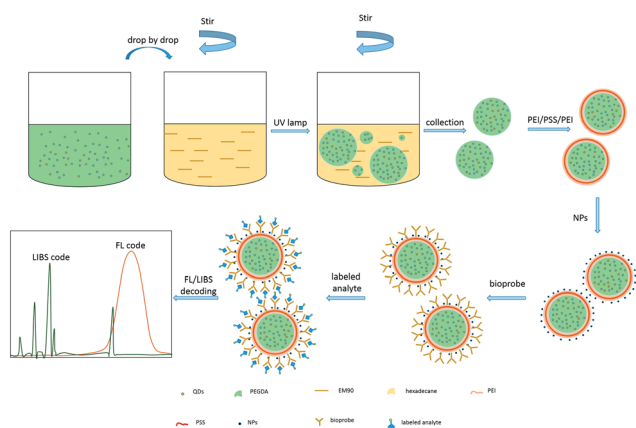 Stir
Stir
drop by drop
UV lamp
collection
PEI/PSS/PEI
NPs
LIBS code
FL code
FL/LIBS
decoding
labeled
analyte
bioprobe
QDs
PEGDA
EM90
hexadecane
PEI
PSS
NPs
bioprobe
labeled analyte